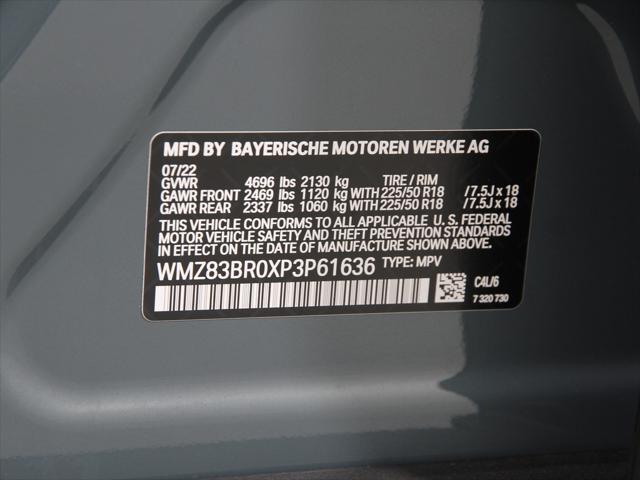 MFD BY BAYERISCHE MOTOREN WERKE AG
07/22
GVWR 4696 lbs 2130 kg TIRE / RIM
GAWR FRONT 2469 lbs 1120 kg WITH 225/50 R18 /7.5J x 18
GAWR REAR 2337 lbs 1060 kg WITH 225/50 R18 /7.5J x 18
THIS VEHICLE CONFORMS TO ALL APPLICABLE U. S. FEDERAL
MOTOR VEHICLE SAFETY AND THEFT PREVENTION STANDARDS
IN EFFECT ON THE DATE OF MANUFACTURE SHOWN ABOVE.
WMZ83BR0XP3P61636 TYPE: MPV
C4L/6
7 320 730